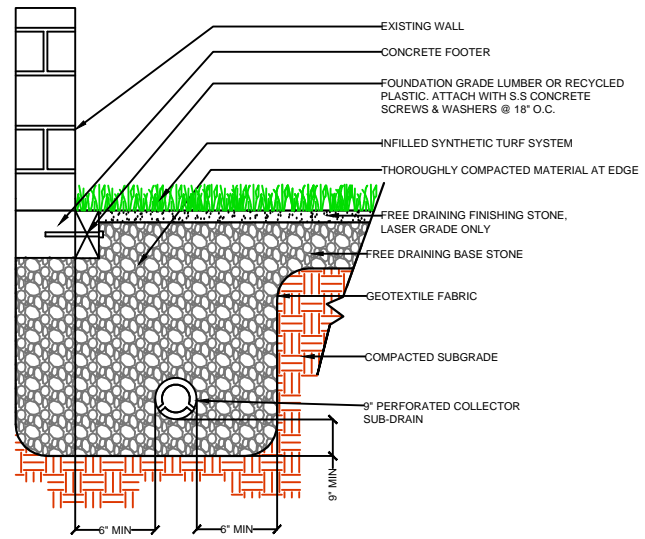 EXISTING WALL
CONCRETE FOOTER
FOUNDATION GRADE LUMBER OR RECYCLED
PLASTIC. ATTACH WITH S.S CONCRETE
SCREWS & WASHERS @ 18" O.C.
INFILLED SYNTHETIC TURF SYSTEM
THOROUGHLY COMPACTED MATERIAL AT EDGE
FREE DRAINING FINISHING STONE,
LASER GRADE ONLY
FREE DRAINING BASE STONE
GEOTEXTILE FABRIC
COMPACTED SUBGRADE
9" PERFORATED COLLECTOR
SUB-DRAIN
9" MIN
6" MIN
6" MIN